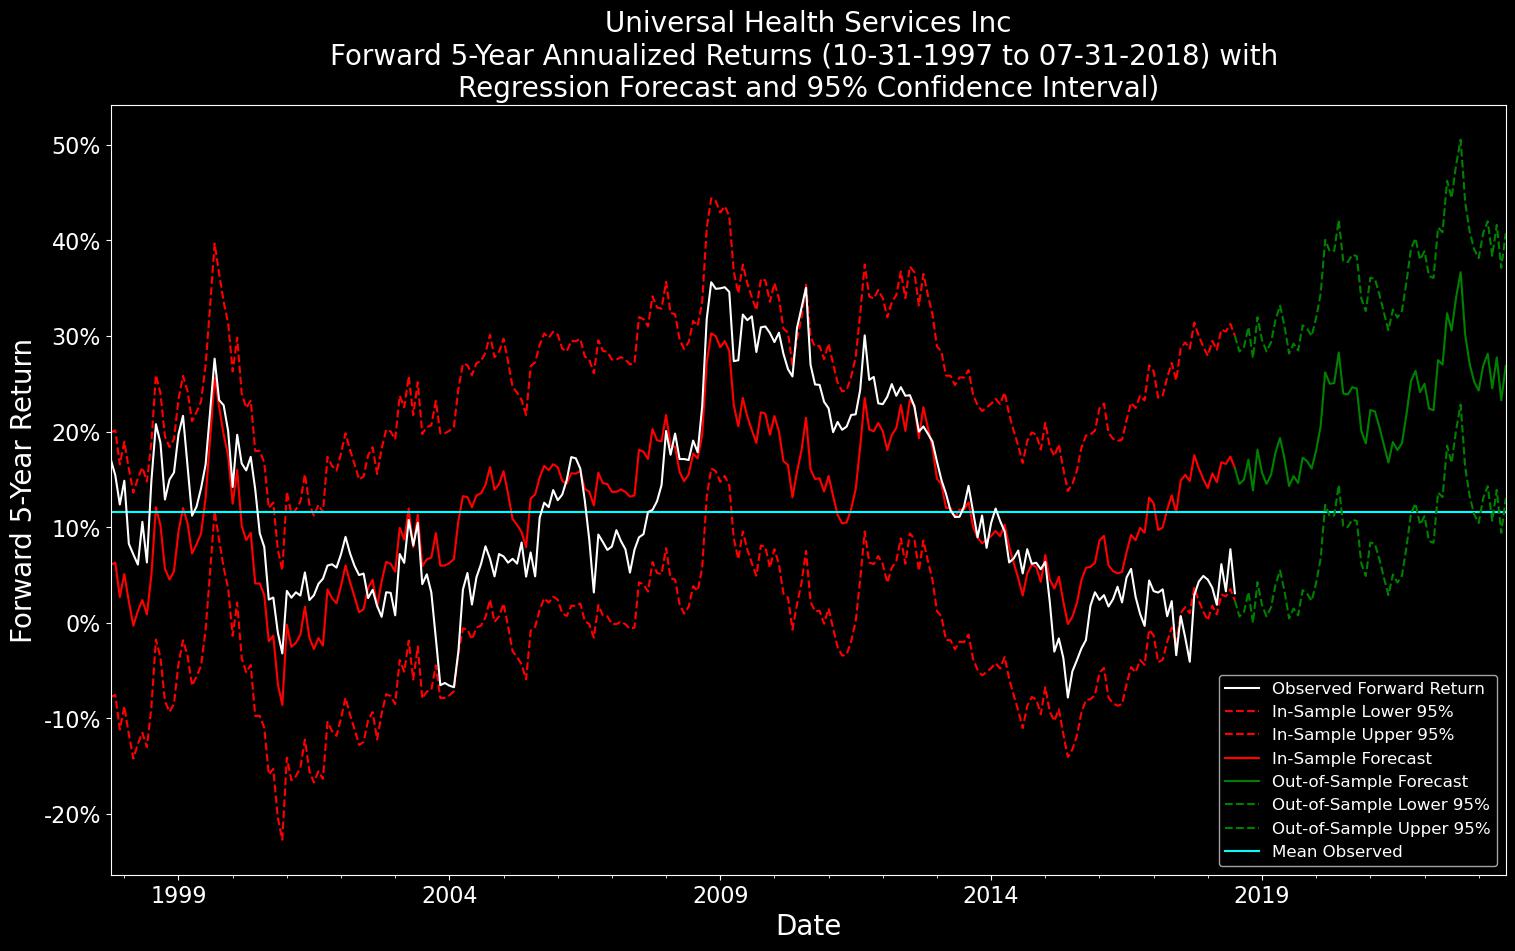 Universal Health Services Inc
Forward 5-Year Annualized Returns (10-31-1997 to 07-31-2018) with
Regression Forecast and 95% Confidence Interval)
Forward 5-Year Return
50%
40%
30%
20%
10%
0%
-10%
-20%
Observed Forward Return
In-Sample Lower 95%
In-Sample Upper 95%
In-Sample Forecast
Out-of-Sample Forecast
Out-of-Sample Lower 95%
Out-of-Sample Upper 95%
Mean Observed
1999 2004 2009 2014 2019
Date